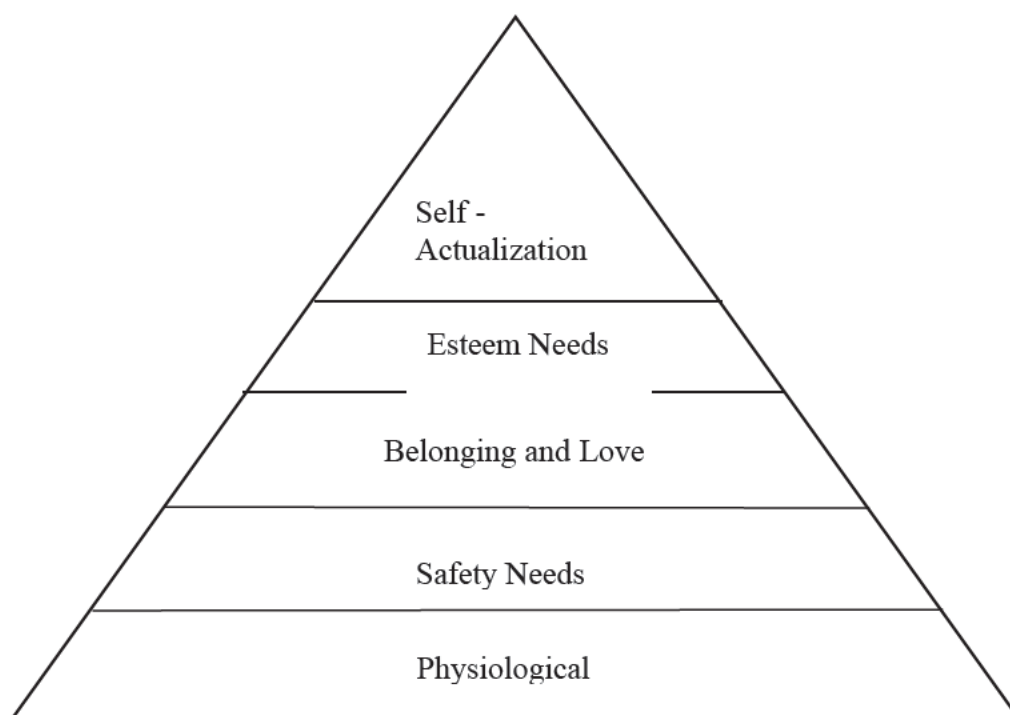 Self -
Actualization
Esteem Needs
Belonging and Love
Safety Needs
Physiological